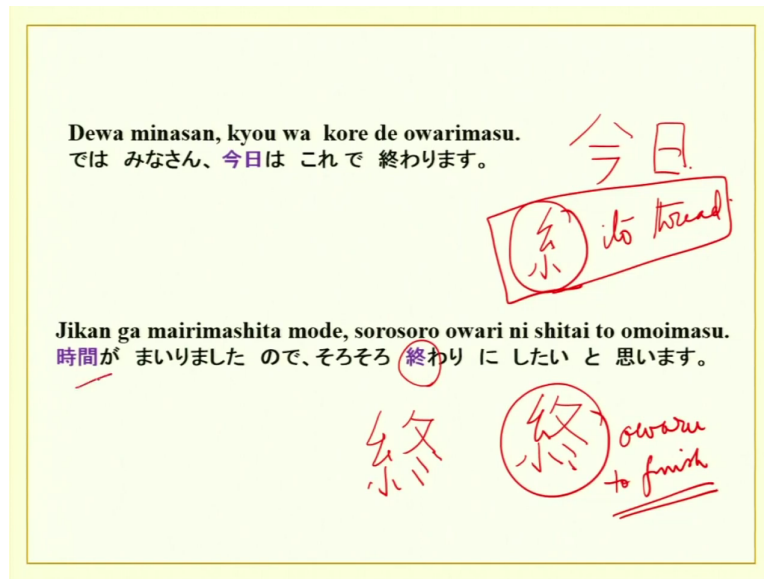 Dewa minasan, kyou wa kore de owarimasu.
では みなさん、今日は これ で 終わります。
今日
糸 ito thread
Jikan ga mairimashita mode, sorosoro owari ni shitai to omoimasu.
時間が まいりました ので、そろそろ 終わり に したい と 思います。
終 終 owaru
to finish